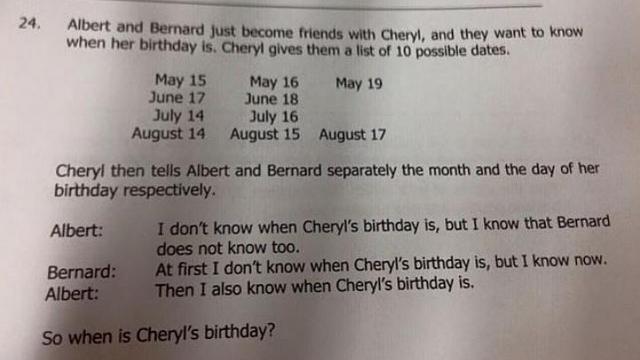 24. Albert and Bernard just become friends with Cheryl, and they want to know
when her birthday is. Cheryl gives them a list of 10 possible dates.
May 15 May 16 May 19
June 17 June 18
July 14 July 16
August 14 August 15 August 17
Cheryl then tells Albert and Bernard separately the month and the day of her
birthday respectively.
Albert: I don't know when Cheryl's birthday is, but I know that Bernard
does not know too.
Bernard: At first I don't know when Cheryl's birthday is, but I know now.
Albert: Then I also know when Cheryl's birthday is.
So when is Cheryl's birthday?